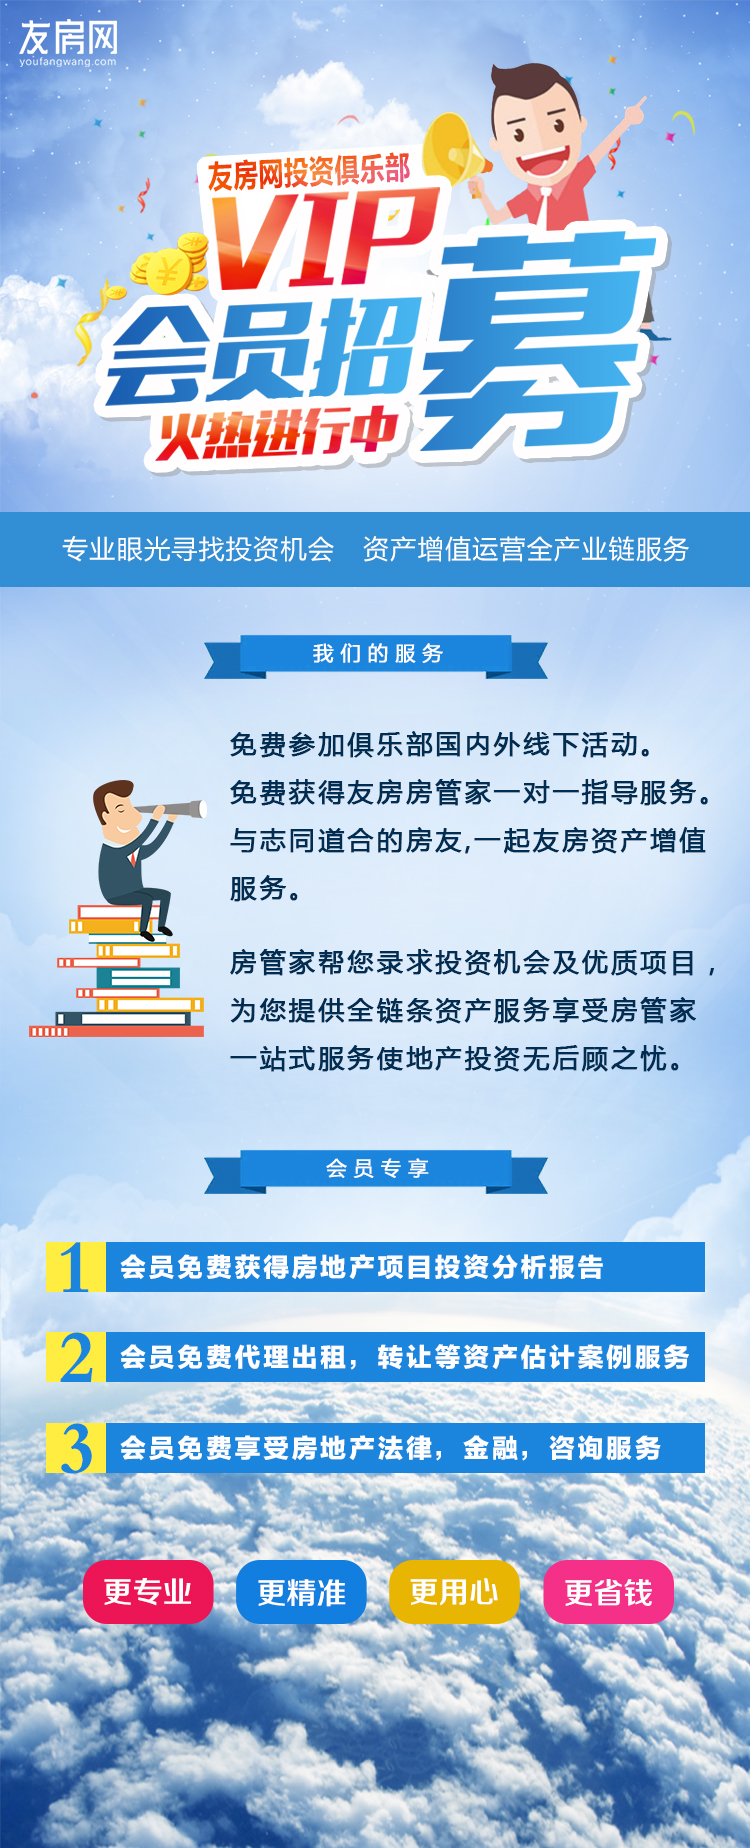 友房网
youfangwang.com
友房网投资俱乐部
VIP
会员招募
火热进行中
专业眼光寻找投资机会 资产增值运营全产业链服务
我们的服务
免费参加俱乐部国内外线下活动。
免费获得友房房管家一对一指导服务。
与志同道合的房友,一起友房资产增值
服务。
房管家帮您录求投资机会及优质项目，
为您提供全链条资产服务享受房管家
一站式服务使地产投资无后顾之忧。
会员专享
1 会员免费获得房地产项目投资分析报告
2 会员免费代理出租，转让等资产估计案例服务
3 会员免费享受房地产法律，金融，咨询服务
更专业 更精准 更用心 更省钱